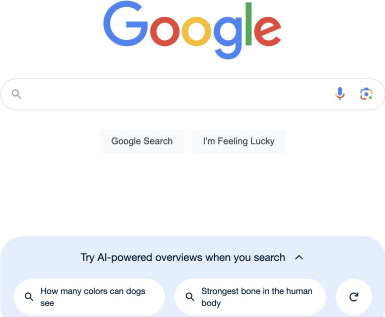 Google
Google Search
I'm Feeling Lucky
Try AI-powered overviews when you search
How many colors can dogs
see
Strongest bone in the human
body